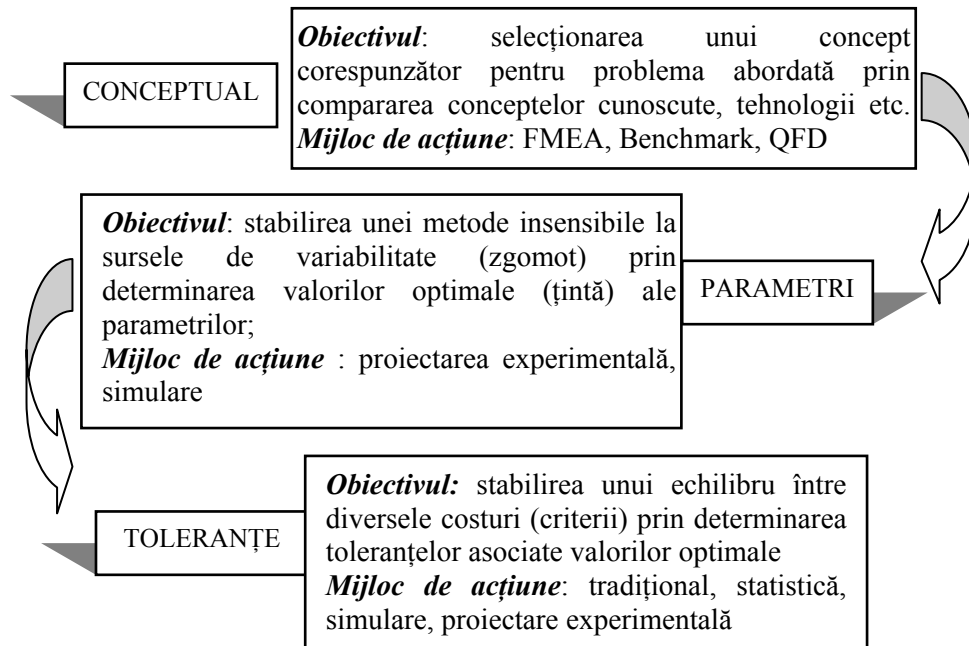 CONCEPTUAL
Obiectivul: selecționarea unui concept
corespunzător pentru problema abordată prin
compararea conceptelor cunoscute, tehnologii etc.
Mijloc de acțiune: FMEA, Benchmark, QFD
Obiectivul: stabilirea unei metode insensibile la
sursele de variabilitate (zgomot) prin
determinarea valorilor optimale (țintă) ale
parametrilor;
Mijloc de acțiune : proiectarea experimentală,
simulare
PARAMETRI
TOLERANȚE
Obiectivul: stabilirea unui echilibru între
diversele costuri (criterii) prin determinarea
toleranțelor asociate valorilor optimale
Mijloc de acțiune: tradițional, statistică,
simulare, proiectare experimentală